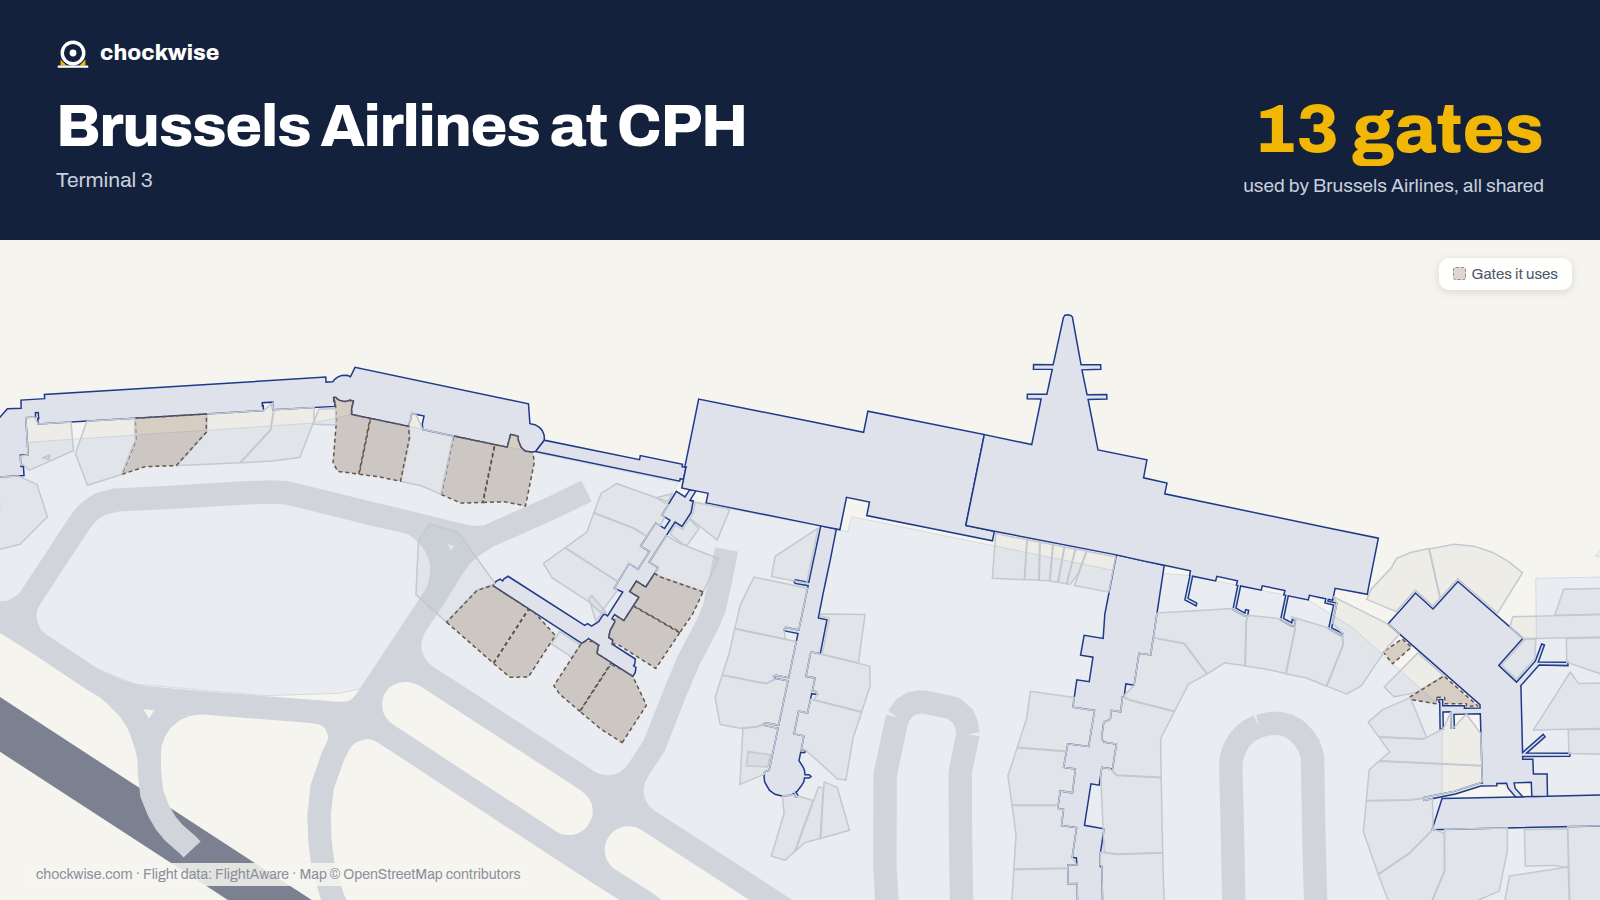 chockwise
Brussels Airlines at CPH
Terminal 3
13 gates
used by Brussels Airlines, all shared
Gates it uses
chockwise.com · Flight data: FlightAware · Map © OpenStreetMap contributors